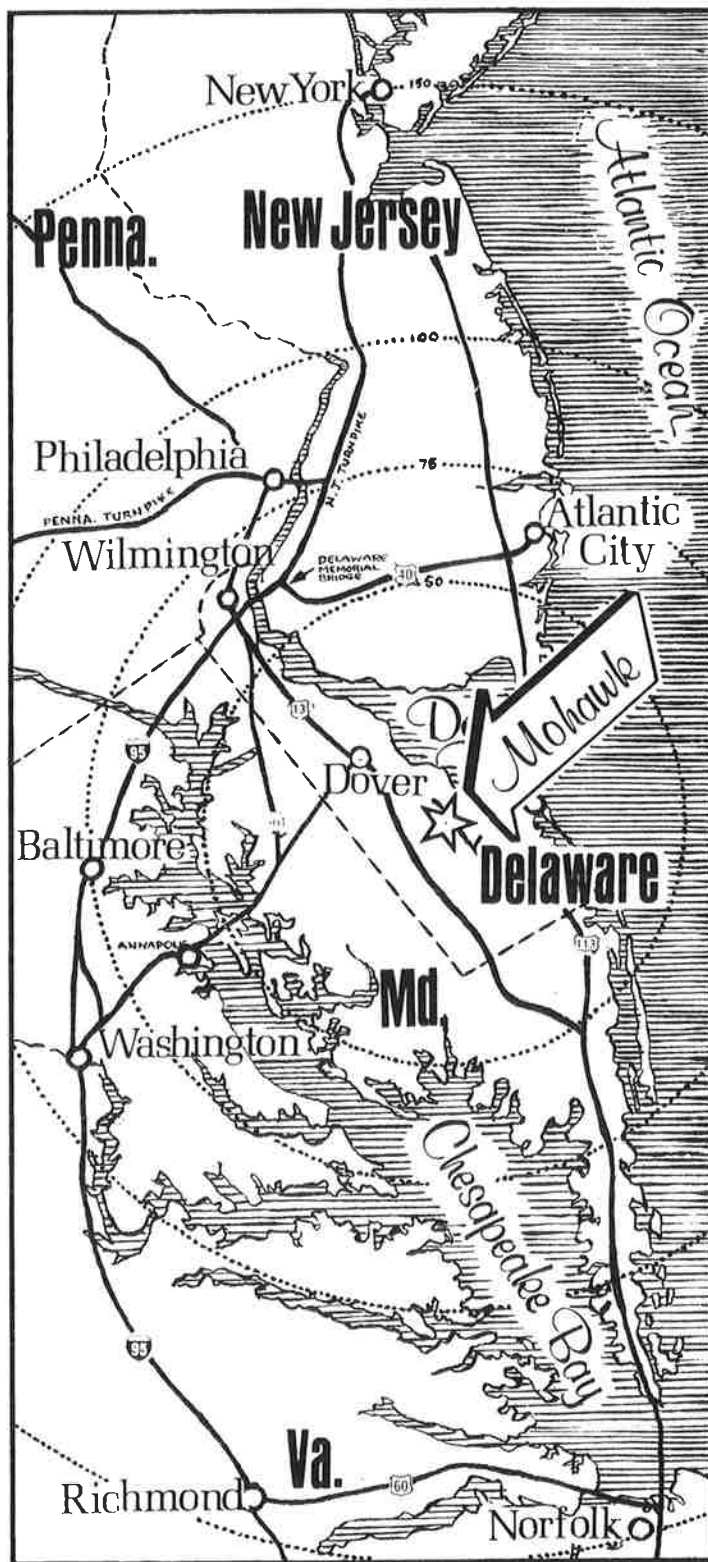 New York
150
Atlantic Ocean
Penna.
New Jersey
100
N.J. TURNPIKE
Philadelphia
75
PENNA. TURNPIKE
Atlantic
City
Wilmington
DELAWARE
MEMORIAL
BRIDGE
40
50
Mohawk
13
95
Dover
Baltimore
Delaware
113
ANNAPOLIS
Md.
Washington
Chesapeake Bay
95
Va.
Richmond
60
Norfolk